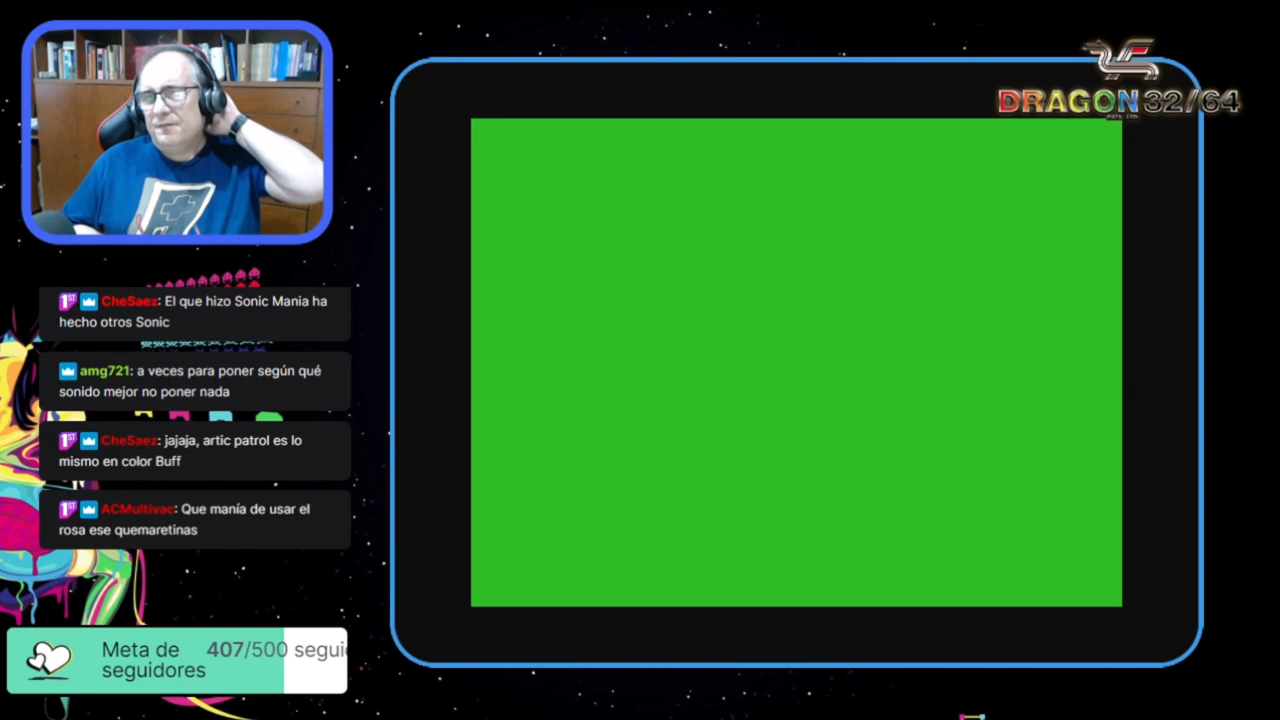 DRAGON 32/64
CheSaez: El que hizo Sonic Mania ha
hecho otros Sonic
amg721: a veces para poner según qué
sonido mejor no poner nada
CheSaez: jajaja, artic patrol es lo
mismo en color Buff
ACMultivac: Que manía de usar el
rosa ese quemaretinas
Meta de
seguidores
407/500 segui